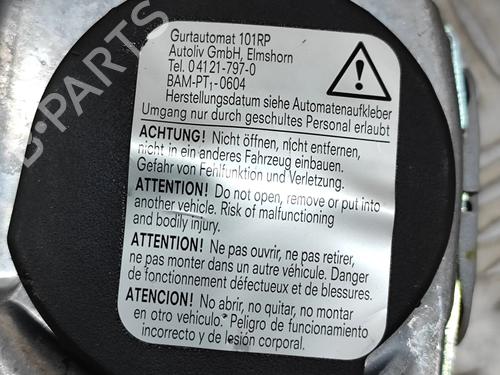 Gurtautomat 101RP
Autoliv GmbH, Elmshorn
Tel. 04121-797-0
BAM-PT1-0604
Herstellungsdatum siehe Automatenaufkleber
Umgang nur durch geschultes Personal erlaubt
ACHTUNG! Nicht öffnen, nicht entfernen,
nicht in ein anderes Fahrzeug einbauen.
Gefahr von Fehlfunktion und Verletzung.
ATTENTION! Do not open, remove or put into
another vehicle. Risk of malfunctioning
and bodily injury.
ATTENTION! Ne pas ouvrir, ne pas retirer,
ne pas monter dans un autre véhicule. Danger
de fonctionnement défectueux et de blessures.
ATENCION! No abrir, no quitar, no montar
en otro vehículo. Peligro de funcionamiento
incorrecto y de lesión corporal.
B-PARTS